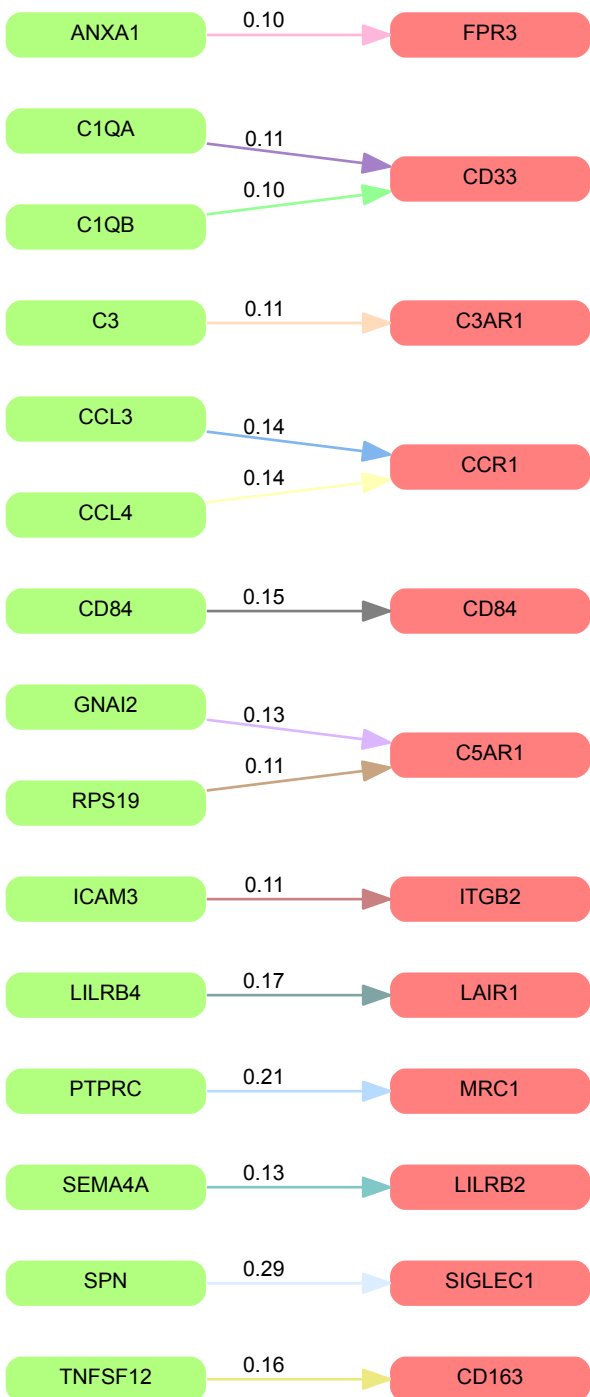 ANXA1 0.10 FPR3
C1QA 0.11
CD33
C1QB 0.10
C3 0.11 C3AR1
CCL3 0.14
CCR1
CCL4 0.14
CD84 0.15 CD84
GNAI2 0.13
C5AR1
RPS19 0.11
ICAM3 0.11 ITGB2
LILRB4 0.17 LAIR1
PTPRC 0.21 MRC1
SEMA4A 0.13 LILRB2
SPN 0.29 SIGLEC1
TNFSF12 0.16 CD163